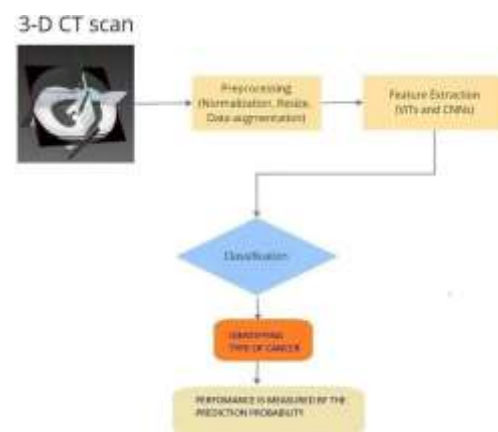 3-D CT scan
Preprocessing
(Normalization, Resize,
Data augmentation)
Feature Extraction
(ViTs and CNNs)
Classification
IDENTIFYING
TYPE OF CANCER
PERFOMANCE IS MEASURED BY THE
PREDICTION PROBABILITY